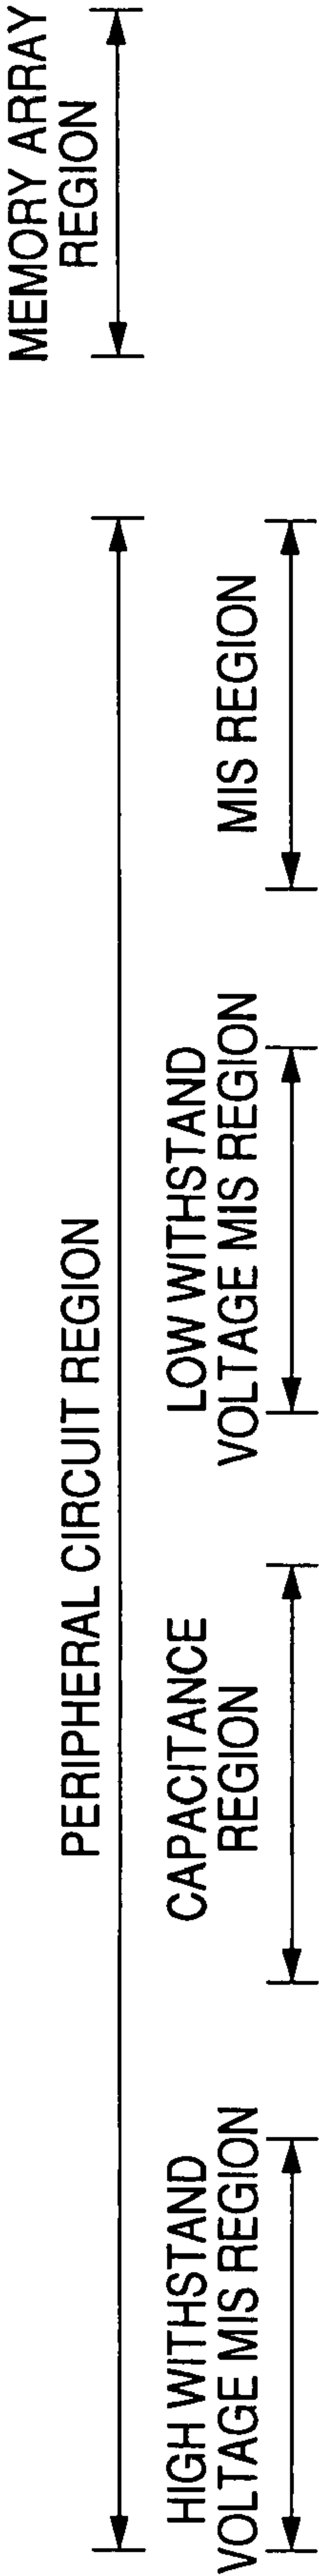 PERIPHERAL CIRCUIT REGION
MEMORY ARRAY
REGION
HIGH WITHSTAND
VOLTAGE MIS REGION
CAPACITANCE
REGION
LOW WITHSTAND
VOLTAGE MIS REGION
MIS REGION